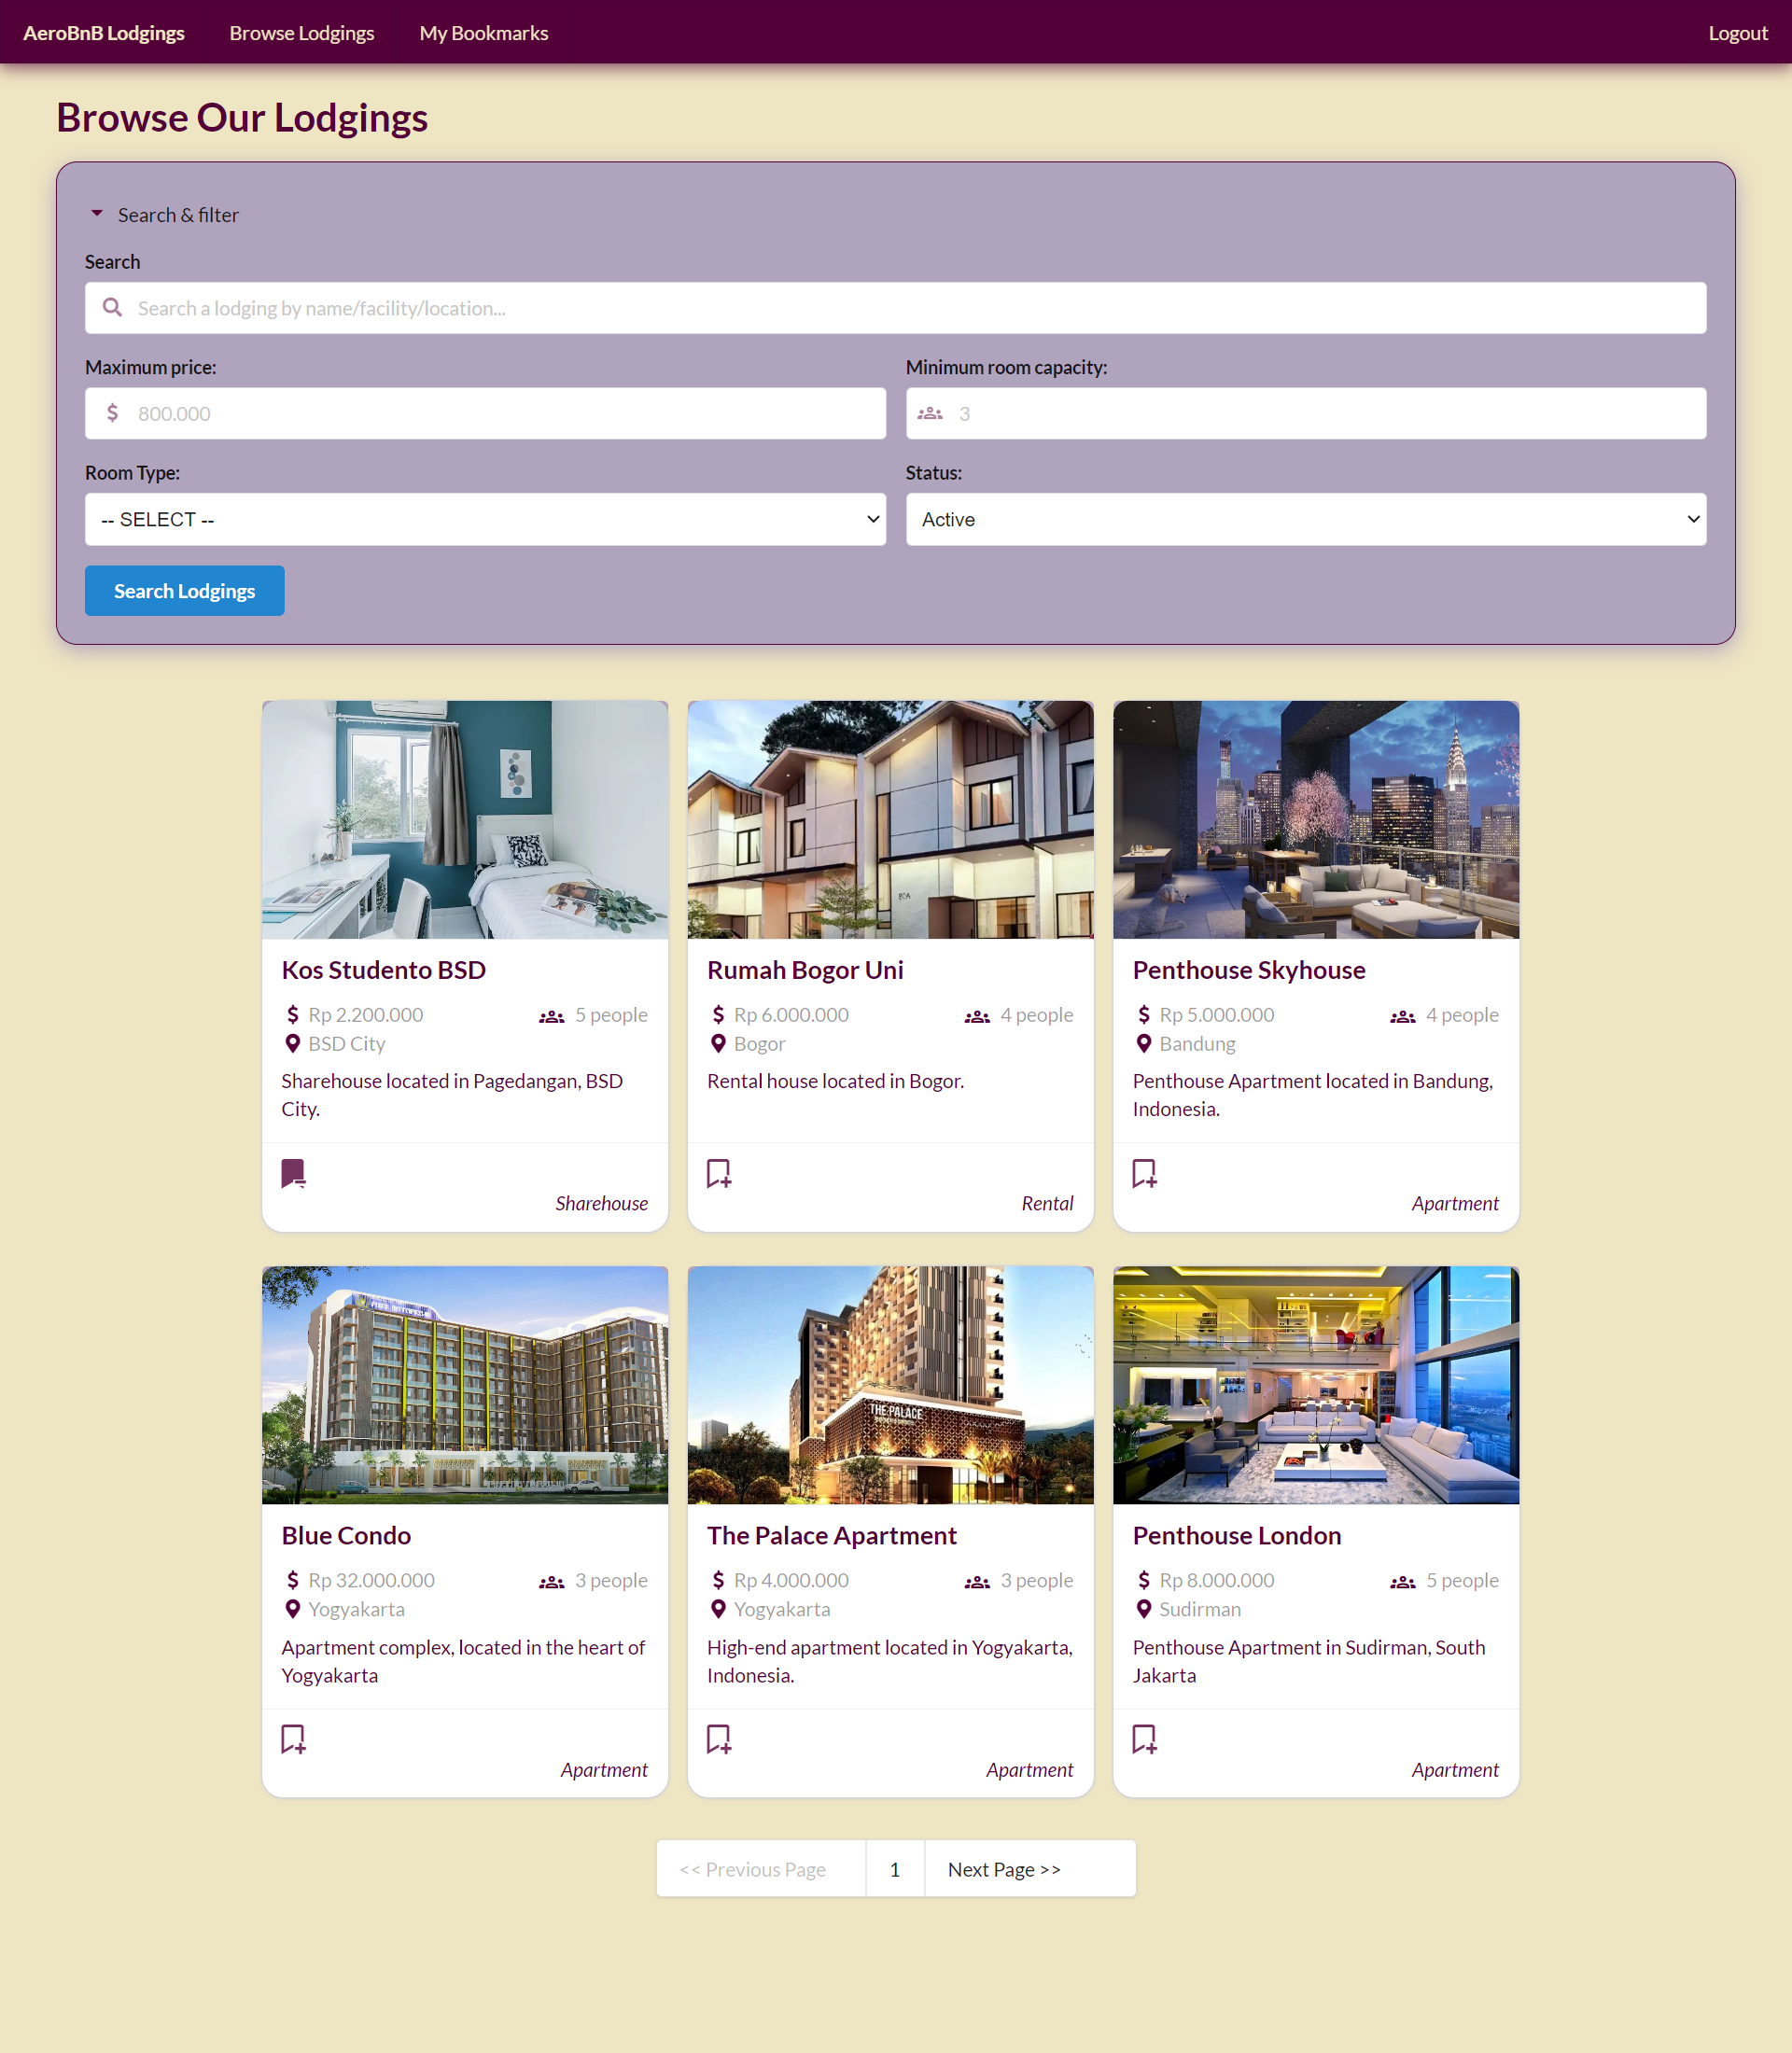 AeroBnB Lodgings Browse Lodgings My Bookmarks Logout
Browse Our Lodgings
Search & filter
Search
Search a lodging by name/facility/location...
Maximum price: Minimum room capacity:
800.000 3
Room Type: Status:
-- SELECT -- Active
Search Lodgings
Kos Studento BSD
Rp 2.200.000 5 people
BSD City
Sharehouse located in Pagedangan, BSD
City.
Sharehouse
Rumah Bogor Uni
Rp 6.000.000 4 people
Bogor
Rental house located in Bogor.
Rental
Penthouse Skyhouse
Rp 5.000.000 4 people
Bandung
Penthouse Apartment located in Bandung,
Indonesia.
Apartment
Blue Condo
Rp 32.000.000 3 people
Yogyakarta
Apartment complex, located in the heart of
Yogyakarta
Apartment
THE PALACE
The Palace Apartment
Rp 4.000.000 3 people
Yogyakarta
High-end apartment located in Yogyakarta,
Indonesia.
Apartment
Penthouse London
Rp 8.000.000 5 people
Sudirman
Penthouse Apartment in Sudirman, South
Jakarta
Apartment
<< Previous Page 1 Next Page >>